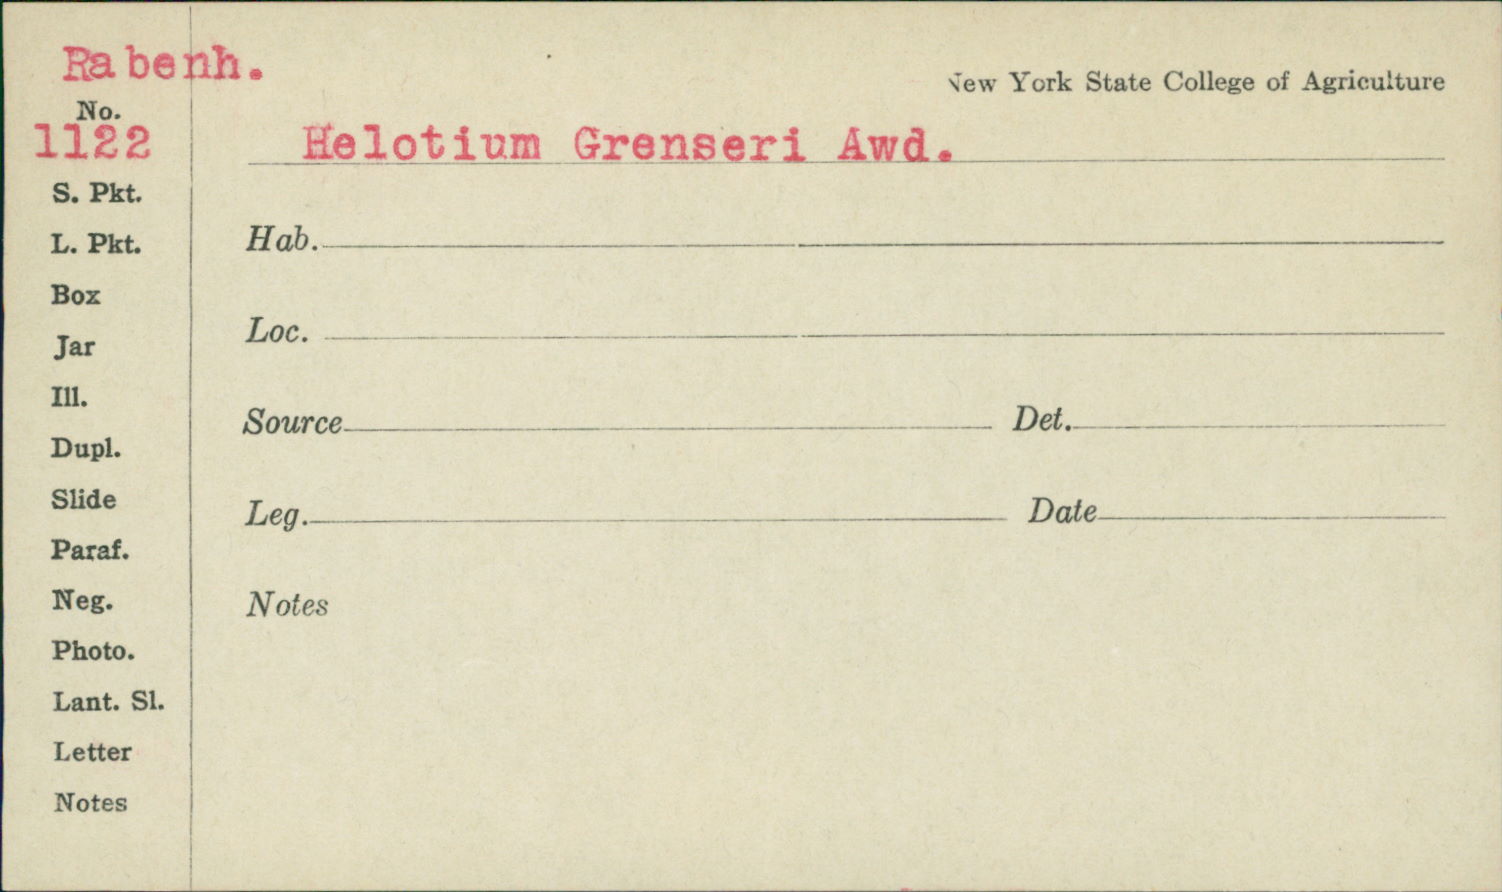 Rabenh.
New York State College of Agriculture
No.
1122
Helotium Grenseri Awd.
S. Pkt.
L. Pkt.
Hab.
Box
Loc.
Jar
Ill.
Source Det.
Dupl.
Slide
Leg. Date
Paraf.
Neg.
Notes
Photo.
Lant. Sl.
Letter
Notes